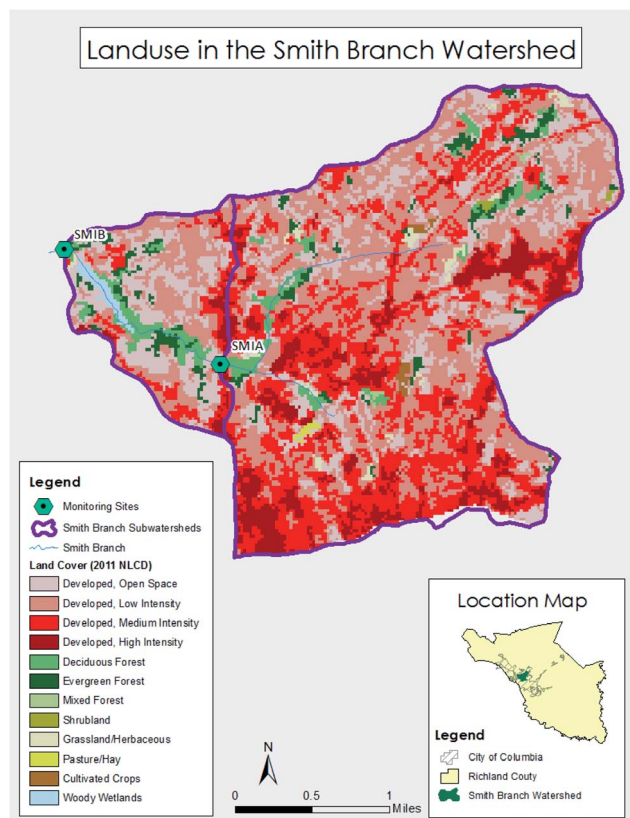 Landuse in the Smith Branch Watershed
SMIB
SMIA
Legend
Monitoring Sites
Smith Branch Subwatersheds
Smith Branch
Land Cover (2011 NLCD)
Developed, Open Space
Developed, Low Intensity
Developed, Medium Intensity
Developed, High Intensity
Deciduous Forest
Evergreen Forest
Mixed Forest
Shrubland
Grassland/Herbaceous
Pasture/Hay
Cultivated Crops
Woody Wetlands
N
0 0.5 1
Miles
Location Map
Legend
City of Columbia
Richland Couty
Smith Branch Watershed